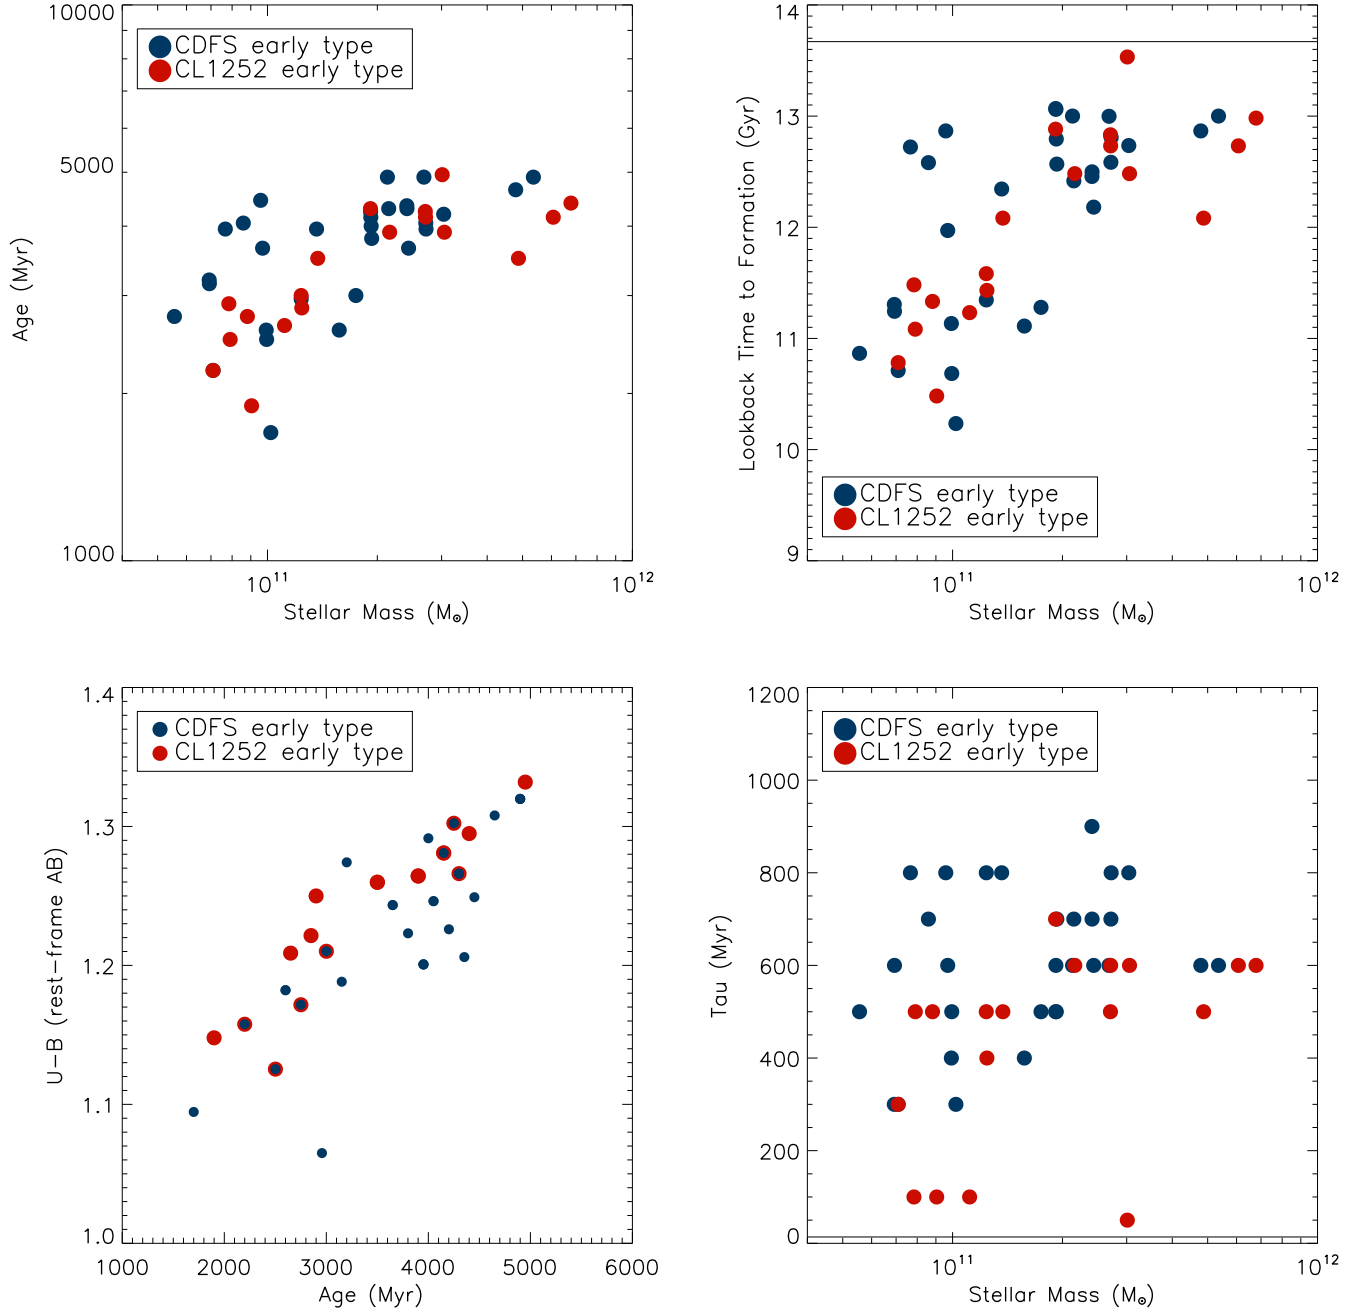 10000
5000
1000
Age (Myr)
CDFS early type
CL1252 early type
10¹¹
10¹²
Stellar Mass (M⊙)
14
13
12
11
10
9
Lookback Time to Formation (Gyr)
CDFS early type
CL1252 early type
10¹¹
10¹²
Stellar Mass (M⊙)
1.4
1.3
1.2
1.1
1.0
U−B (rest−frame AB)
CDFS early type
CL1252 early type
1000 2000 3000 4000 5000 6000
Age (Myr)
1200
1000
800
600
400
200
0
Tau (Myr)
CDFS early type
CL1252 early type
10¹¹
10¹²
Stellar Mass (M⊙)